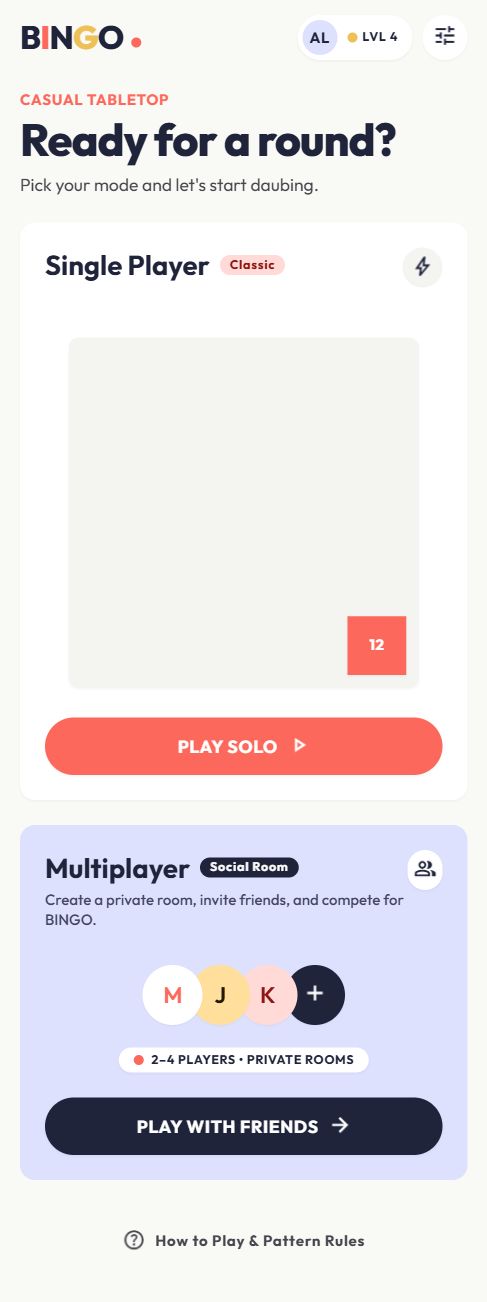 BINGO
AL
LVL 4
CASUAL TABLETOP
Ready for a round?
Pick your mode and let's start daubing.
Single Player
Classic
12
PLAY SOLO
Multiplayer
Social Room
Create a private room, invite friends, and compete for
BINGO.
M
J
K
+
2–4 PLAYERS • PRIVATE ROOMS
PLAY WITH FRIENDS
How to Play & Pattern Rules